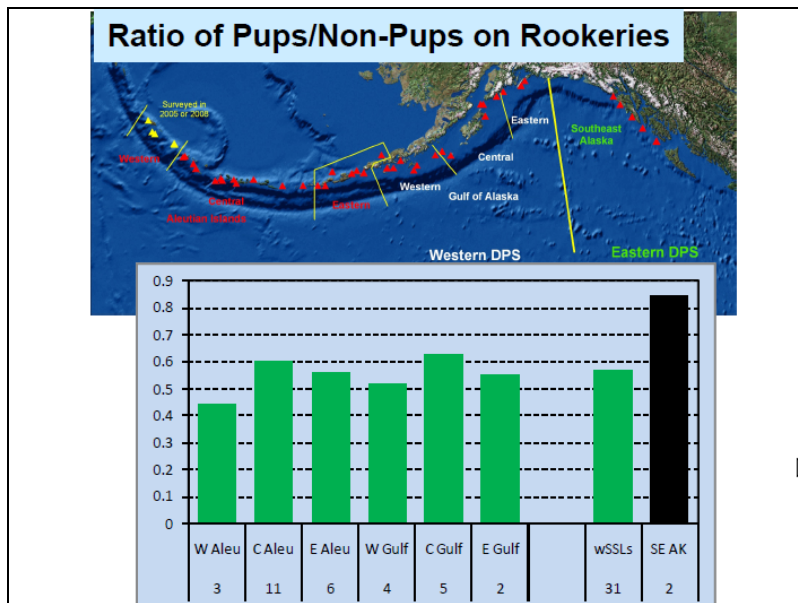 Ratio of Pups/Non-Pups on Rookeries
Surveyed in
2005 or 2008
Western
Central
Aleutian Islands
Eastern
Western
Central
Eastern
Gulf of Alaska
Southeast
Alaska
Western DPS
Eastern DPS
0.9
0.8
0.7
0.6
0.5
0.4
0.3
0.2
0.1
0
W Aleu C Aleu E Aleu W Gulf C Gulf E Gulf wSSLs SE AK
3 11 6 4 5 2 31 2